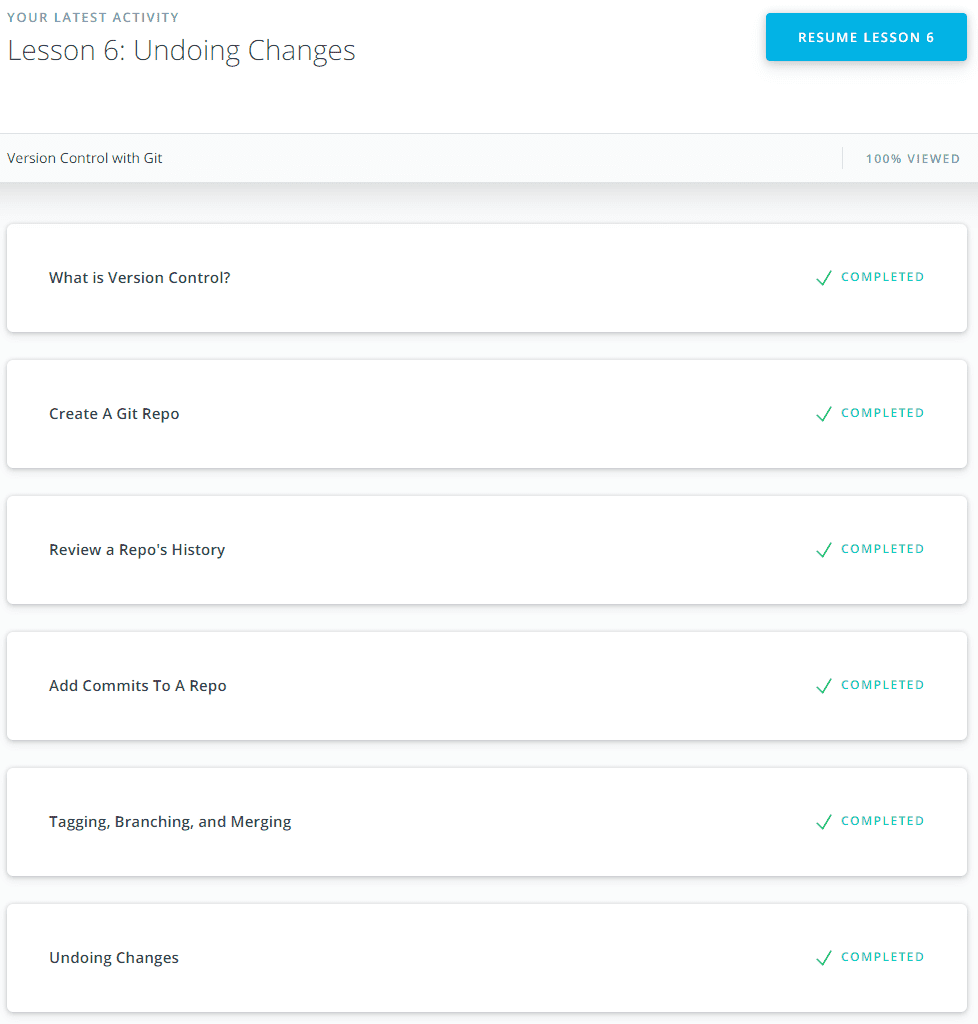 YOUR LATEST ACTIVITY
Lesson 6: Undoing Changes
RESUME LESSON 6
Version Control with Git
100% VIEWED
What is Version Control?
COMPLETED
Create A Git Repo
COMPLETED
Review a Repo's History
COMPLETED
Add Commits To A Repo
COMPLETED
Tagging, Branching, and Merging
COMPLETED
Undoing Changes
COMPLETED